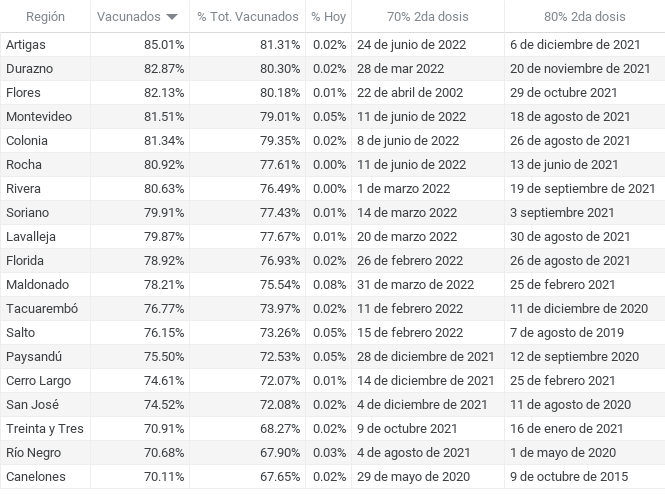 Región Vacunados % Tot. Vacunados % Hoy 70% 2da dosis 80% 2da dosis
Artigas 85.01% 81.31% 0.02% 24 de junio de 2022 6 de diciembre de 2021
Durazno 82.87% 80.30% 0.02% 28 de mar 2022 20 de noviembre de 2021
Flores 82.13% 80.18% 0.01% 22 de abril de 2002 29 de octubre 2021
Montevideo 81.51% 79.01% 0.05% 11 de junio de 2022 18 de agosto de 2021
Colonia 81.34% 79.35% 0.02% 8 de junio de 2022 26 de agosto de 2021
Rocha 80.92% 77.61% 0.00% 11 de junio de 2022 13 de junio de 2021
Rivera 80.63% 76.49% 0.00% 1 de marzo 2022 19 de septiembre de 2021
Soriano 79.91% 77.43% 0.01% 14 de marzo 2022 3 septiembre 2021
Lavalleja 79.87% 77.67% 0.01% 20 de marzo 2022 30 de agosto de 2021
Florida 78.92% 76.93% 0.02% 26 de febrero 2022 26 de agosto de 2021
Maldonado 78.21% 75.54% 0.08% 31 de marzo de 2022 25 de febrero 2021
Tacuarembó 76.77% 73.97% 0.02% 11 de febrero 2022 11 de diciembre de 2020
Salto 76.15% 73.26% 0.05% 15 de febrero 2022 7 de agosto de 2019
Paysandú 75.50% 72.53% 0.05% 28 de diciembre de 2021 12 de septiembre 2020
Cerro Largo 74.61% 72.07% 0.01% 14 de diciembre 2021 25 de febrero 2021
San José 74.52% 72.08% 0.02% 4 de diciembre de 2021 11 de agosto de 2020
Treinta y Tres 70.91% 68.27% 0.02% 9 de octubre 2021 16 de enero de 2021
Río Negro 70.68% 67.90% 0.03% 4 de agosto de 2021 1 de mayo de 2020
Canelones 70.11% 67.65% 0.02% 29 de mayo de 2020 9 de octubre de 2015